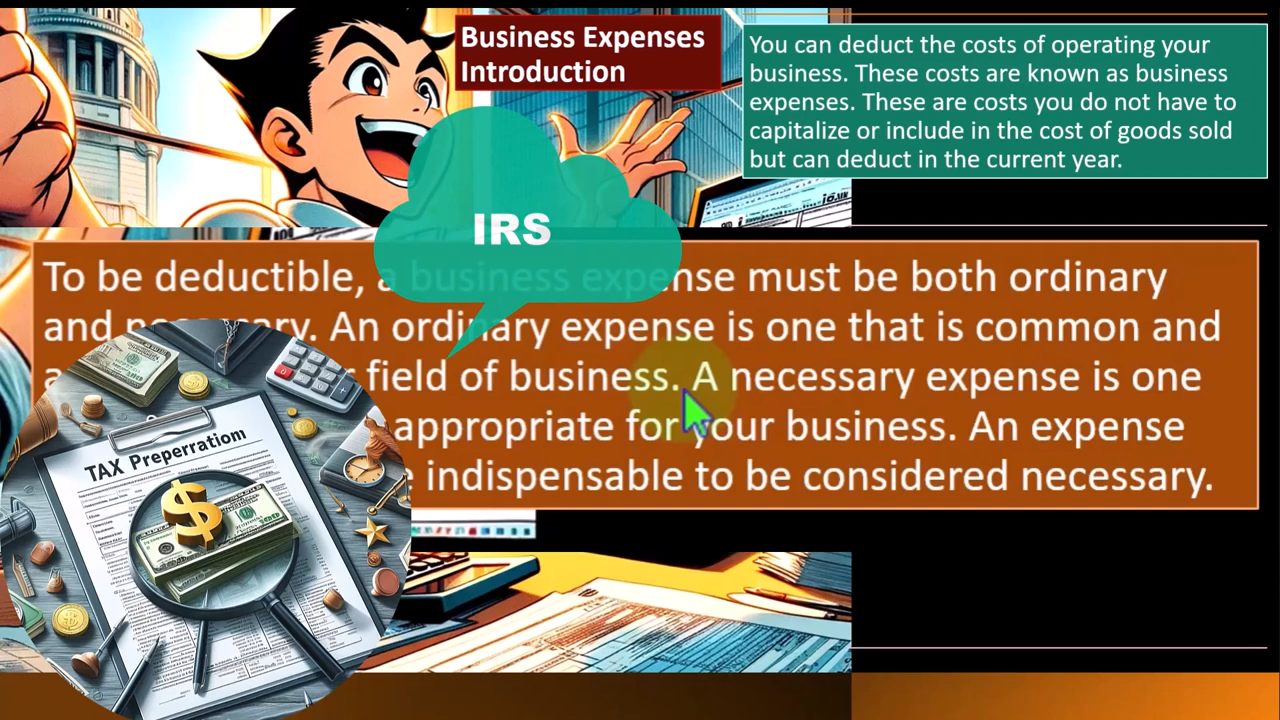 Business Expenses
Introduction
You can deduct the costs of operating your
business. These costs are known as business
expenses. These are costs you do not have to
capitalize or include in the cost of goods sold
but can deduct in the current year.
IRS
To be deductible, a business expense must be both ordinary
and necessary. An ordinary expense is one that is common and
field of business. A necessary expense is one
appropriate for your business. An expense
indispensable to be considered necessary.
TAX Preperratiom